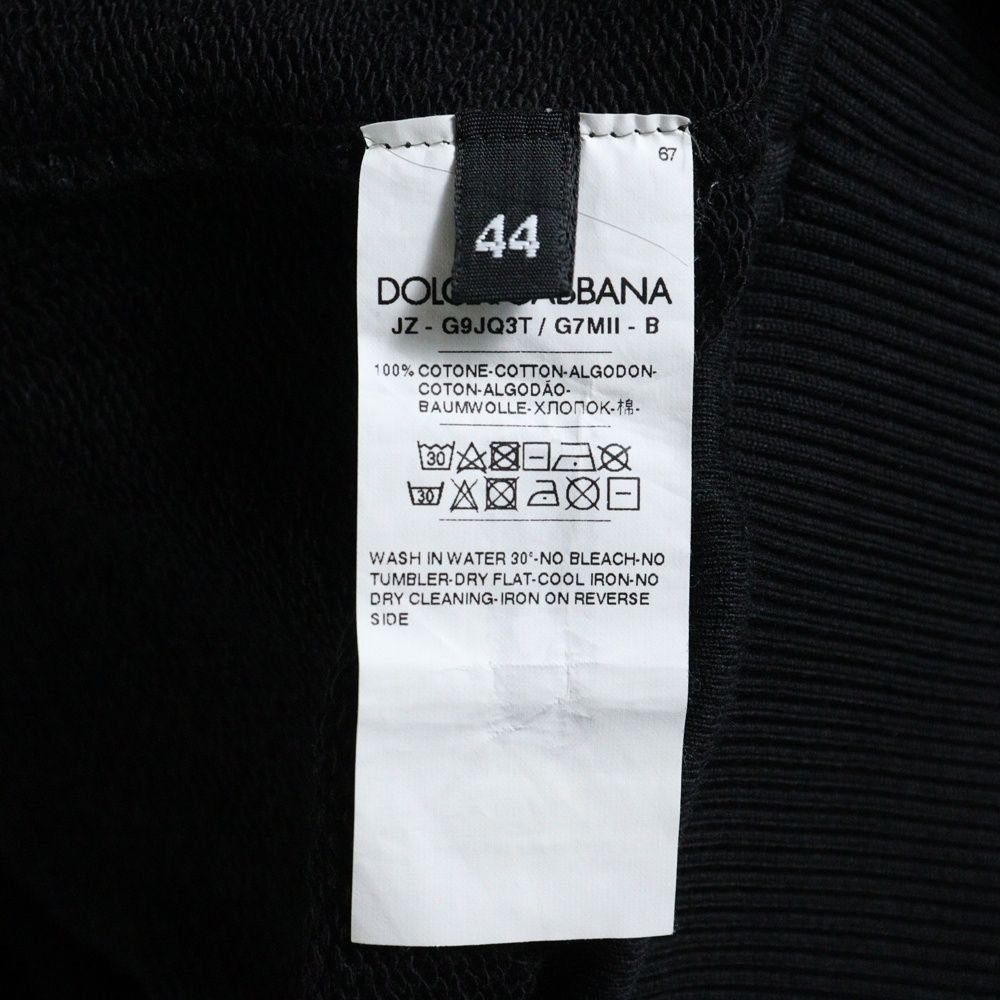 67
44
DOLCE & GABBANA
JZ - G9JQ3T / G7MII - B
100% COTONE-COTTON-ALGODON-
COTON-ALGODÃO-
BAUMWOLLE-ХЛОПОК-棉-
30
30
WASH IN WATER 30°-NO BLEACH-NO
TUMBLER-DRY FLAT-COOL IRON-NO
DRY CLEANING-IRON ON REVERSE
SIDE